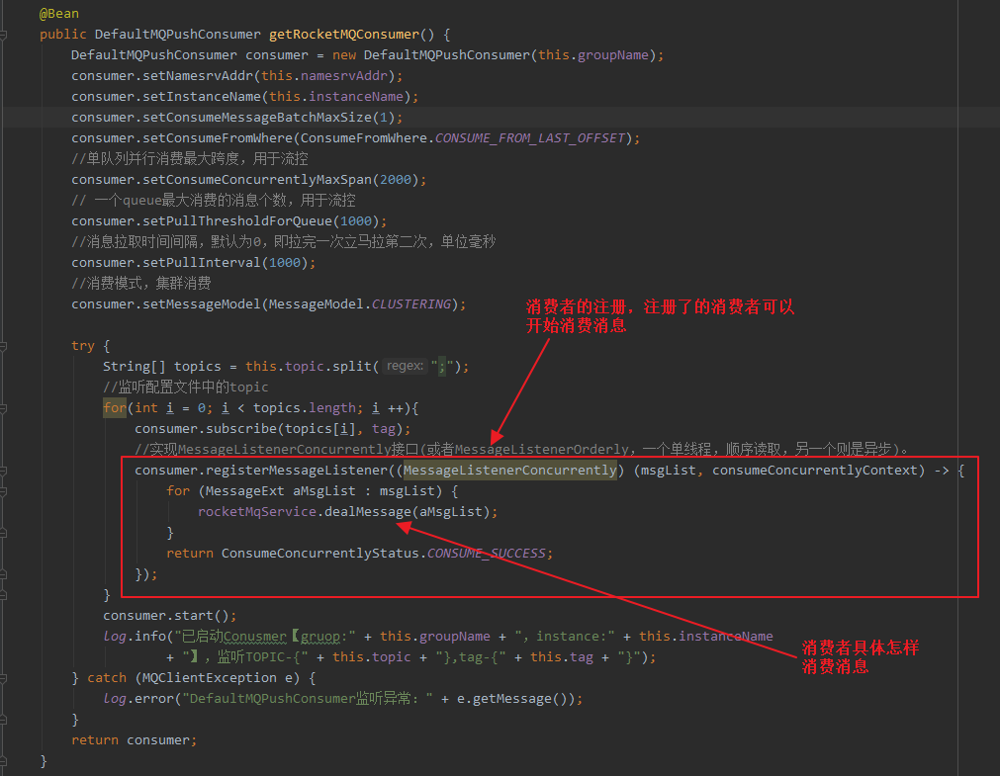 @Bean
public DefaultMQPushConsumer getRocketMQConsumer() {
DefaultMQPushConsumer consumer = new DefaultMQPushConsumer(this.groupName);
consumer.setNamesrvAddr(this.namesrvAddr);
consumer.setInstanceName(this.instanceName);
consumer.setConsumeMessageBatchMaxSize(1);
consumer.setConsumeFromWhere(ConsumeFromWhere.CONSUME_FROM_LAST_OFFSET);
//单队列并行消费最大跨度，用于流控
consumer.setConsumeConcurrentlyMaxSpan(2000);
// 一个queue最大消费的消息个数，用于流控
consumer.setPullThresholdForQueue(1000);
//消息拉取时间间隔，默认为0，即拉完一次立马拉第二次，单位毫秒
consumer.setPullInterval(1000);
//消费模式，集群消费
consumer.setMessageModel(MessageModel.CLUSTERING);
消费者的注册，注册了的消费者可以
开始消费消息
try {
String[] topics = this.topic.split( regex: ";");
//监听配置文件中的topic
for(int i = 0; i < topics.length; i ++){
consumer.subscribe(topics[i], tag);
//实现MessageListenerConcurrently接口(或者MessageListenerOrderly，一个单线程，顺序读取，另一个则是异步)。
consumer.registerMessageListener((MessageListenerConcurrently) (msgList, consumeConcurrentlyContext) -> {
for (MessageExt aMsgList : msgList) {
rocketMqService.dealMessage(aMsgList);
}
return ConsumeConcurrentlyStatus.CONSUME_SUCCESS;
});
}
consumer.start();
log.info("已启动Conusmer【gruop:" + this.groupName + "，instance:" + this.instanceName
+ "】，监听TOPIC-{" + this.topic + "},tag-{" + this.tag + "}");
消费者具体怎样
消费消息
} catch (MQClientException e) {
log.error("DefaultMQPushConsumer监听异常：" + e.getMessage());
}
return consumer;
}